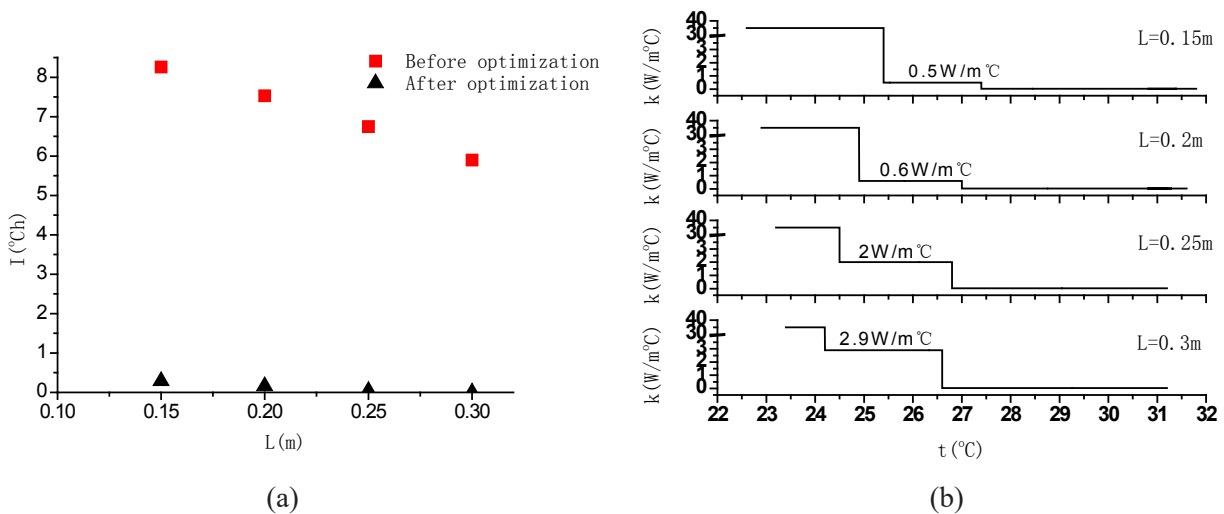 Before optimization
After optimization
8
7
6
5
4
3
2
1
0
I(°Ch)
0.10 0.15 0.20 0.25 0.30
L(m)
(a)
k(W/m°C)
40
30
3
2
1
0
0.5W/m℃
L=0.15m
k(W/m°C)
40
30
3
2
1
0
0.6W/m℃
L=0.2m
k(W/m°C)
40
30
3
2
1
0
2W/m℃
L=0.25m
k(W/m°C)
40
30
3
2
1
0
2.9W/m℃
L=0.3m
22 23 24 25 26 27 28 29 30 31 32
t(°C)
(b)